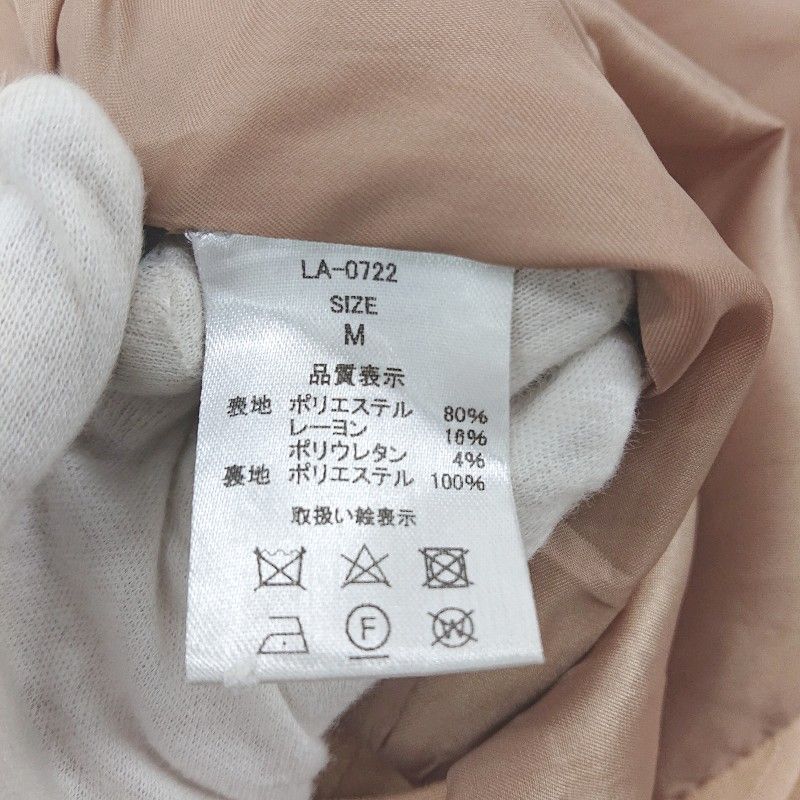 LA-0722
SIZE
M
品質表示
表地 ポリエステル 80%
レーヨン 16%
ポリウレタン 4%
裏地 ポリエステル 100%
取扱い絵表示
F
W